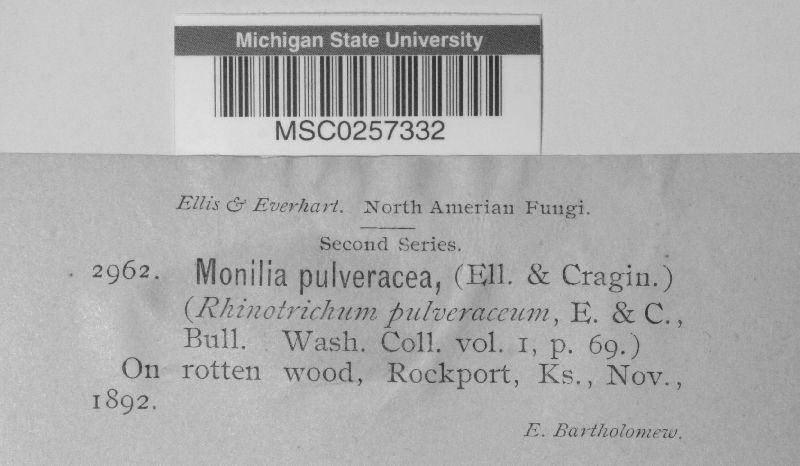 Michigan State University
MSC0257332
Ellis & Everhart. North Amerian Fungi.
Second Series.
2962. Monilia pulveracea, (Ell. & Cragin.)
(Rhinotrichum pulveraceum, E. & C.,
Bull. Wash. Coll. vol. 1, p. 69.)
On rotten wood, Rockport, Ks., Nov.,
1892.
E. Bartholomew.